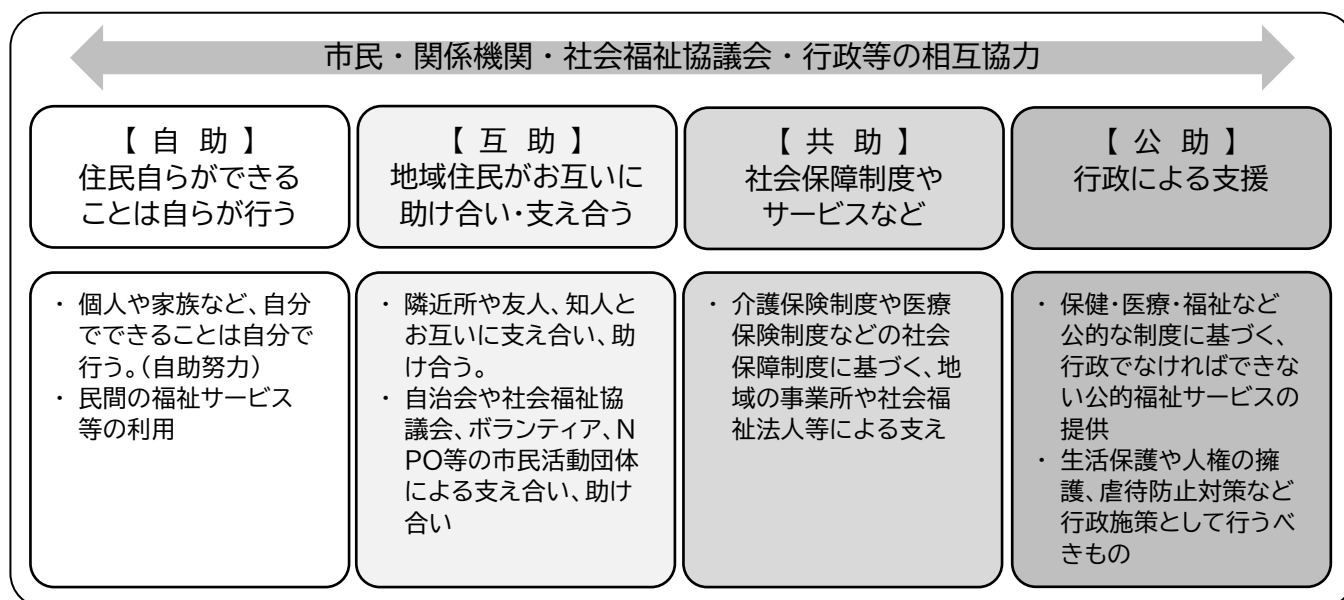 市民・関係機関・社会福祉協議会・行政等の相互協力
【 自 助 】
住民自らができる
ことは自らが行う
【 互 助 】
地域住民がお互いに
助け合い・支え合う
【 共 助 】
社会保障制度や
サービスなど
【 公 助 】
行政による支援
・ 個人や家族など、自分
でできることは自分で
行う。(自助努力)
・ 民間の福祉サービス
等の利用
・ 隣近所や友人、知人と
お互いに支え合い、助
け合う。
・ 自治会や社会福祉協
議会、ボランティア、N
PO等の市民活動団体
による支え合い、助け
合い
・ 介護保険制度や医療
保険制度などの社会
保障制度に基づく、地
域の事業所や社会福
祉法人等による支え
・ 保健・医療・福祉など
公的な制度に基づく、
行政でなければできな
い公的福祉サービスの
提供
・ 生活保護や人権の擁
護、虐待防止対策など
行政施策として行うべ
きもの